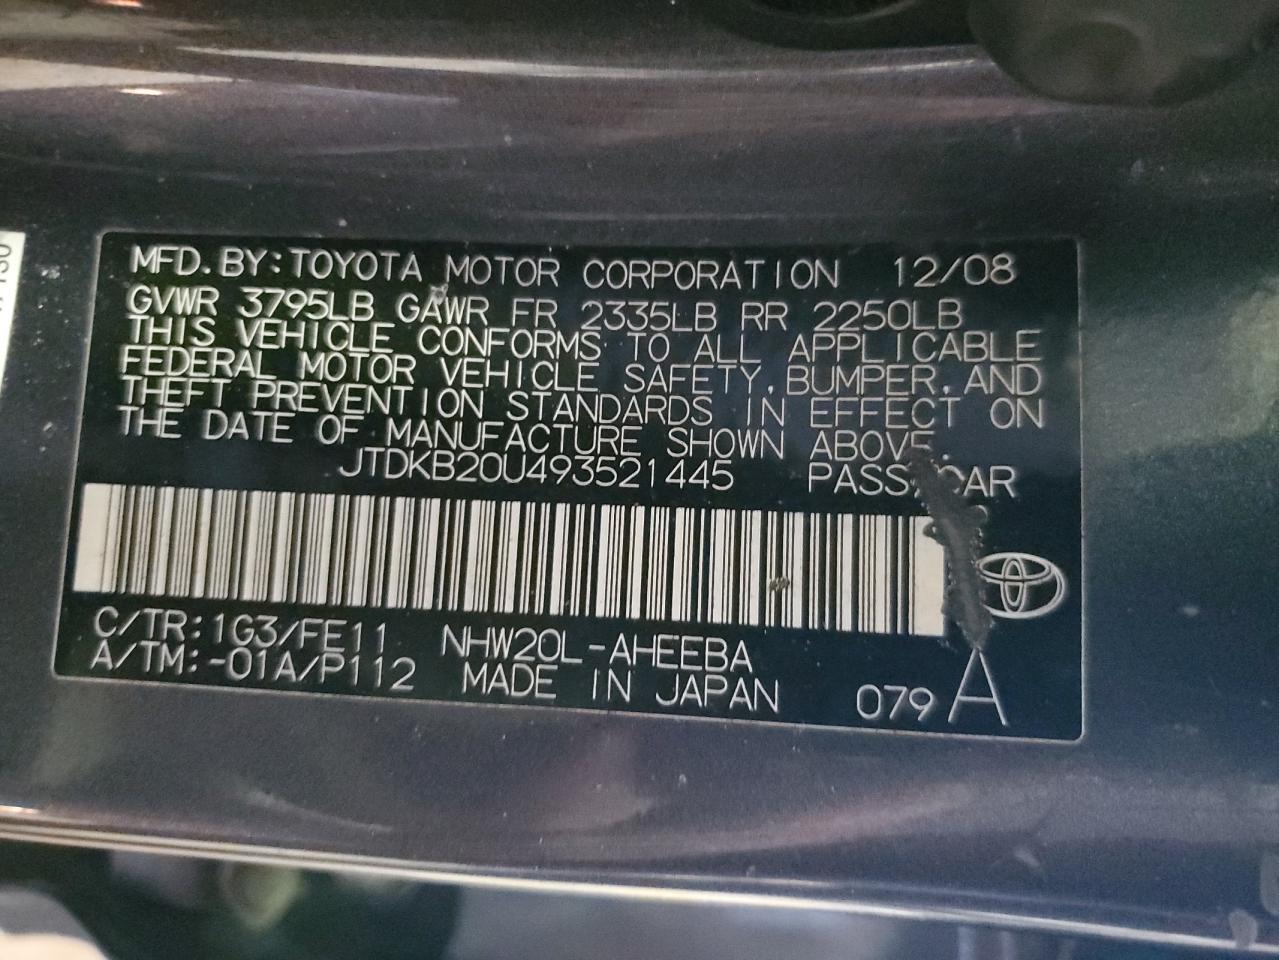 MFD. BY: TOYOTA MOTOR CORPORATION 12/08
GVWR 3795LB GAWR FR 2335LB RR 2250LB
THIS VEHICLE CONFORMS TO ALL APPLICABLE
FEDERAL MOTOR VEHICLE SAFETY, BUMPER, AND
THEFT PREVENTION STANDARDS IN EFFECT ON
THE DATE OF MANUFACTURE SHOWN ABOVE.
JTDKB20U493521445 PASS. CAR
C/TR: 1G3/FE11 NHW20L-AHEEBA
A/TM: -01A/P112 MADE IN JAPAN 079 A